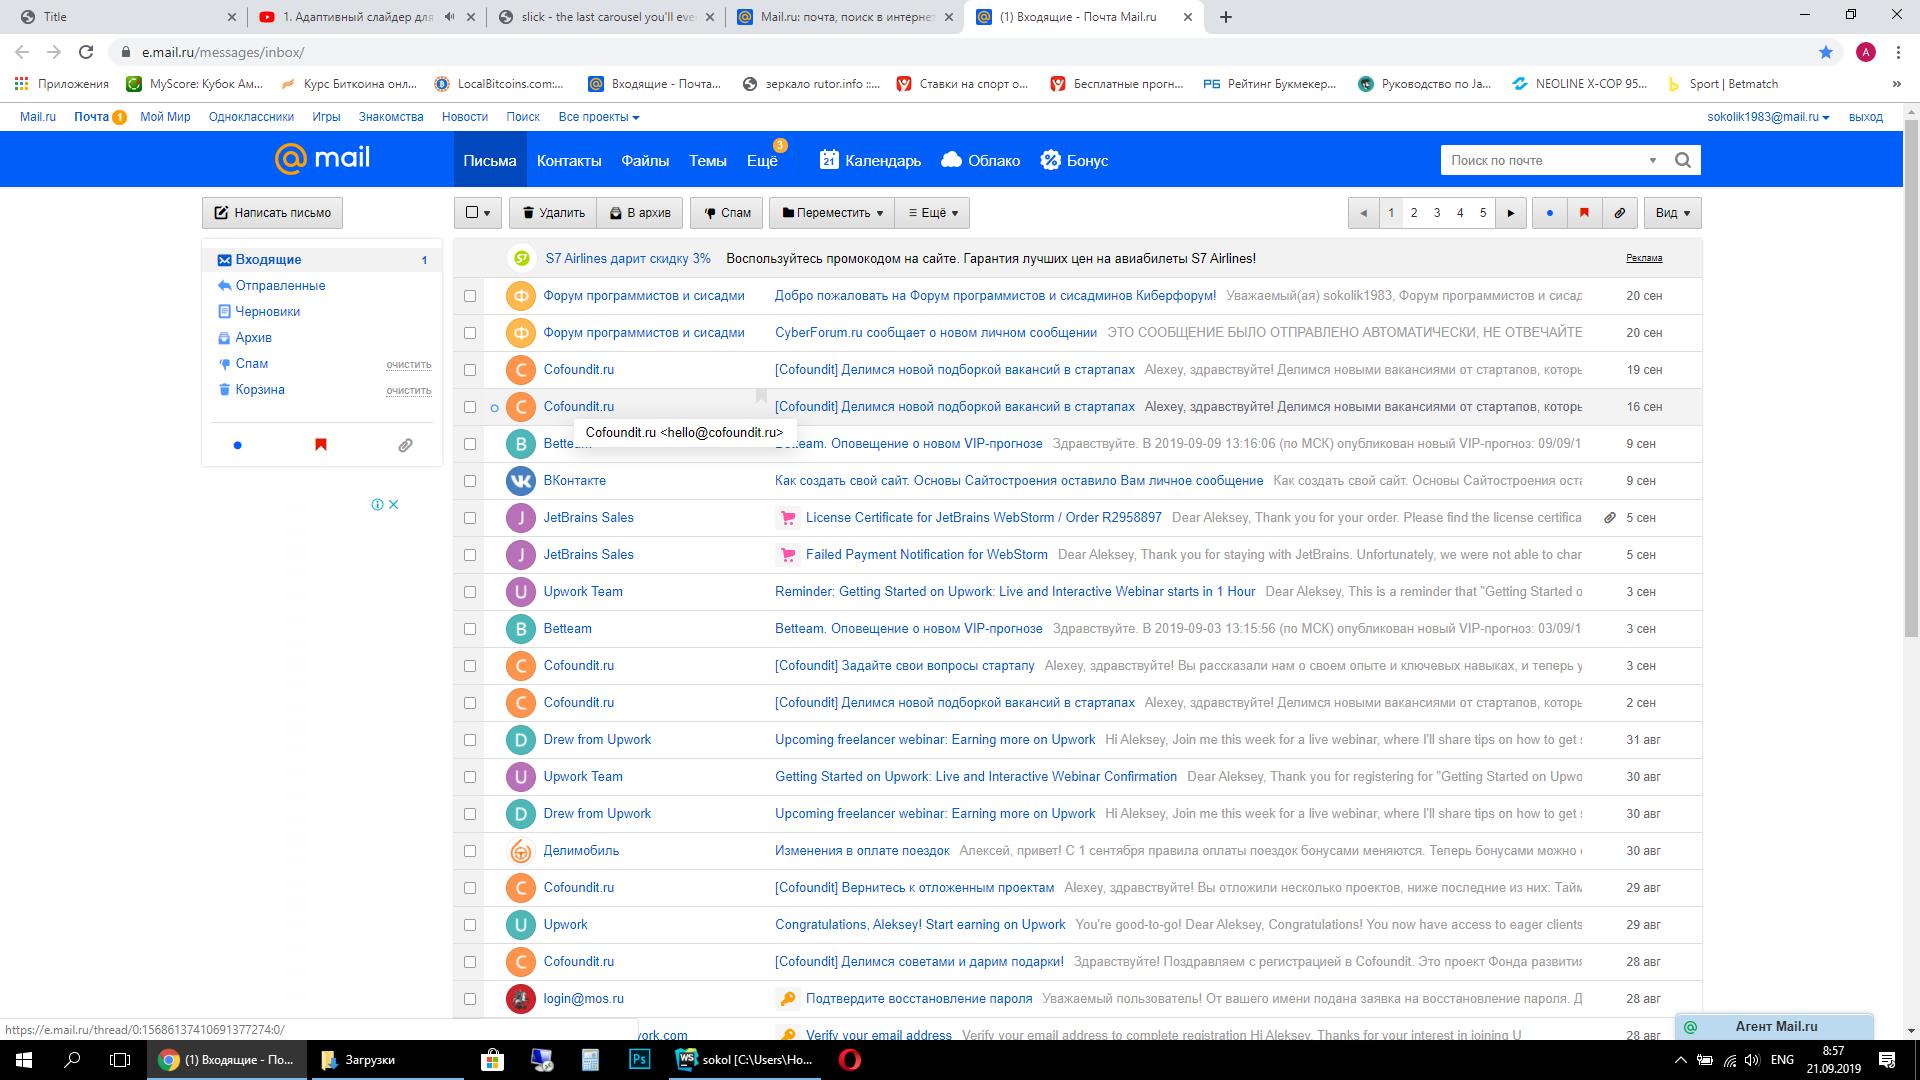 Title
1. Адаптивный слайдер для
slick - the last carousel you'll eve
Mail.ru: почта, поиск в интернет
(1) Входящие - Почта Mail.ru
e.mail.ru/messages/inbox/
A
Приложения
MyScore: Кубок Ам...
Курс Биткоина онл...
LocalBitcoins.com:...
Входящие - Почта...
зеркало rutor.info ::...
Ставки на спорт о...
Бесплатные прогн...
РБ Рейтинг Букмекер...
Руководство по Ja...
NEOLINE X-COP 95...
Sport | Betmatch
»
Mail.ru Почта 1 Мой Мир Одноклассники Игры Знакомства Новости Поиск Все проекты
sokolik1983@mail.ru выход
@mail
Письма Контакты Файлы Темы Ещё 3 21 Календарь Облако Бонус
Поиск по почте
Написать письмо
Удалить В архив Спам Переместить Ещё
1 2 3 4 5
Вид
Входящие 1
Отправленные
Черновики
Архив
Спам очистить
Корзина очистить
S7 S7 Airlines дарит скидку 3% Воспользуйтесь промокодом на сайте. Гарантия лучших цен на авиабилеты S7 Airlines! Реклама
Ф Форум программистов и сисадми Добро пожаловать на Форум программистов и сисадминов Киберфорум! Уважаемый(ая) sokolik1983, Форум программистов и сисад 20 сен
Ф Форум программистов и сисадми CyberForum.ru сообщает о новом личном сообщении ЭТО СООБЩЕНИЕ БЫЛО ОТПРАВЛЕНО АВТОМАТИЧЕСКИ, НЕ ОТВЕЧАЙТЕ 20 сен
C Cofoundit.ru [Cofoundit] Делимся новой подборкой вакансий в стартапах Alexey, здравствуйте! Делимся новыми вакансиями от стартапов, которы 19 сен
C Cofoundit.ru [Cofoundit] Делимся новой подборкой вакансий в стартапах Alexey, здравствуйте! Делимся новыми вакансиями от стартапов, которы 16 сен
Cofoundit.ru <hello@cofoundit.ru>
B Betteam Betteam. Оповещение о новом VIP-прогнозе Здравствуйте. В 2019-09-09 13:16:06 (по МСК) опубликован новый VIP-прогноз: 09/09/1 9 сен
ВКонтакте Как создать свой сайт. Основы Сайтостроения оставило Вам личное сообщение Как создать свой сайт. Основы Сайтостроения оста 9 сен
J JetBrains Sales License Certificate for JetBrains WebStorm / Order R2958897 Dear Aleksey, Thank you for your order. Please find the license certifica 5 сен
J JetBrains Sales Failed Payment Notification for WebStorm Dear Aleksey, Thank you for staying with JetBrains. Unfortunately, we were not able to char 5 сен
U Upwork Team Reminder: Getting Started on Upwork: Live and Interactive Webinar starts in 1 Hour Dear Aleksey, This is a reminder that "Getting Started o 3 сен
B Betteam Betteam. Оповещение о новом VIP-прогнозе Здравствуйте. В 2019-09-03 13:15:56 (по МСК) опубликован новый VIP-прогноз: 03/09/1 3 сен
C Cofoundit.ru [Cofoundit] Задайте свои вопросы стартапу Alexey, здравствуйте! Вы рассказали нам о своем опыте и ключевых навыках, и теперь у 3 сен
C Cofoundit.ru [Cofoundit] Делимся новой подборкой вакансий в стартапах Alexey, здравствуйте! Делимся новыми вакансиями от стартапов, которы 2 сен
D Drew from Upwork Upcoming freelancer webinar: Earning more on Upwork Hi Aleksey, Join me this week for a live webinar, where I'll share tips on how to get s 31 авг
U Upwork Team Getting Started on Upwork: Live and Interactive Webinar Confirmation Dear Aleksey, Thank you for registering for "Getting Started on Upwo 30 авг
D Drew from Upwork Upcoming freelancer webinar: Earning more on Upwork Hi Aleksey, Join me this week for a live webinar, where I'll share tips on how to get s 30 авг
Делимобиль Изменения в оплате поездок Алексей, привет! С 1 сентября правила оплаты поездок бонусами меняются. Теперь бонусами можно 30 авг
C Cofoundit.ru [Cofoundit] Вернитесь к отложенным проектам Alexey, здравствуйте! Вы отложили несколько проектов, ниже последние из них: Тайм 29 авг
U Upwork Congratulations, Aleksey! Start earning on Upwork You're good-to-go! Dear Aleksey, Congratulations! You now have access to eager clients 29 авг
C Cofoundit.ru [Cofoundit] Делимся советами и дарим подарки! Здравствуйте! Поздравляем с регистрацией в Cofoundit. Это проект Фонда развития 28 авг
login@mos.ru Подтвердите восстановление пароля Уважаемый пользователь! От вашего имени подана заявка на восстановление пароля. Д 28 авг
work.com Verify your email address Verify your email address to complete registration Hi Aleksey, Thanks for your interest in joining U 28 авг
https://e.mail.ru/thread/0:15686137410691377274:0/
Агент Mail.ru
(1) Входящие - По...
Загрузки
Ps
WS sokol [C:\Users\Ho...
ENG
8:57
21.09.2019